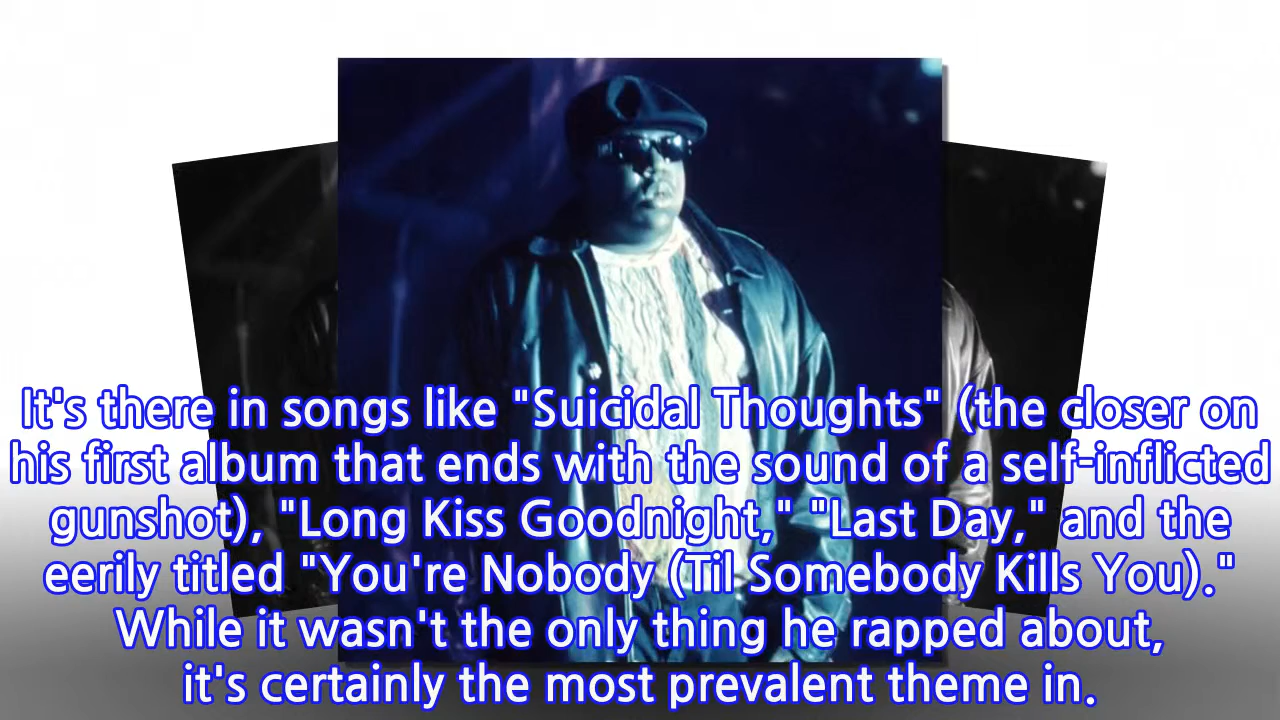 It's there in songs like "Suicidal Thoughts" (the closer on
his first album that ends with the sound of a self-inflicted
gunshot), "Long Kiss Goodnight," "Last Day," and the
eerily titled "You're Nobody (Til Somebody Kills You)."
While it wasn't the only thing he rapped about,
it's certainly the most prevalent theme in.